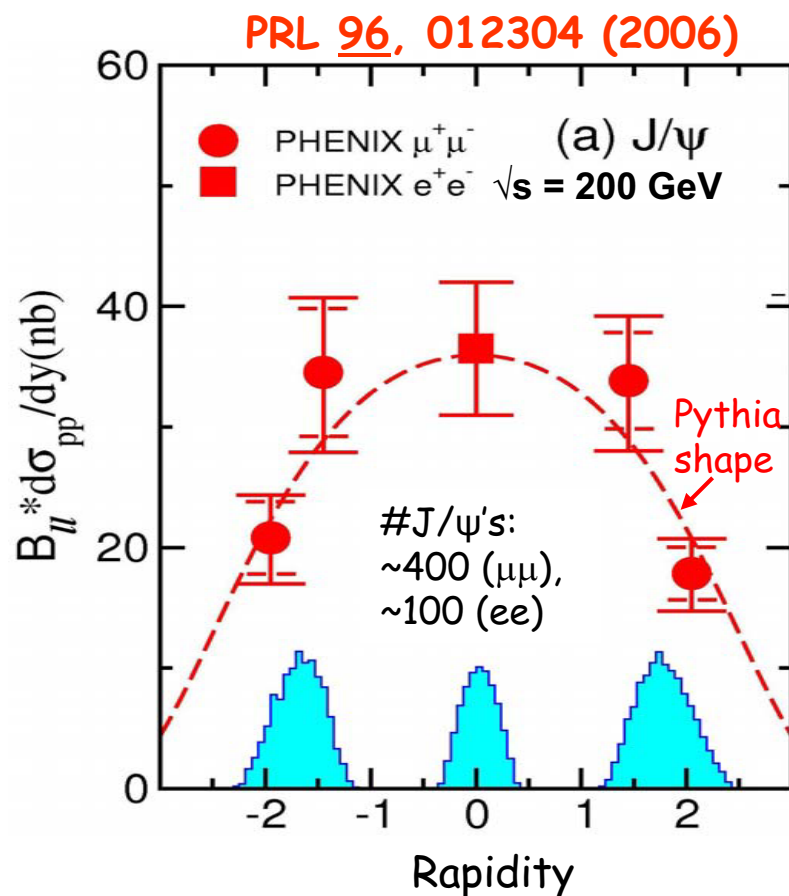 PRL 96, 012304 (2006)
60
PHENIX μ⁺μ⁻ (a) J/ψ
PHENIX e⁺e⁻ √s = 200 GeV
40
B_ll*dσ_pp/dy(nb)
Pythia
shape
20
#J/ψ's:
~400 (μμ),
~100 (ee)
0
-2 -1 0 1 2
Rapidity